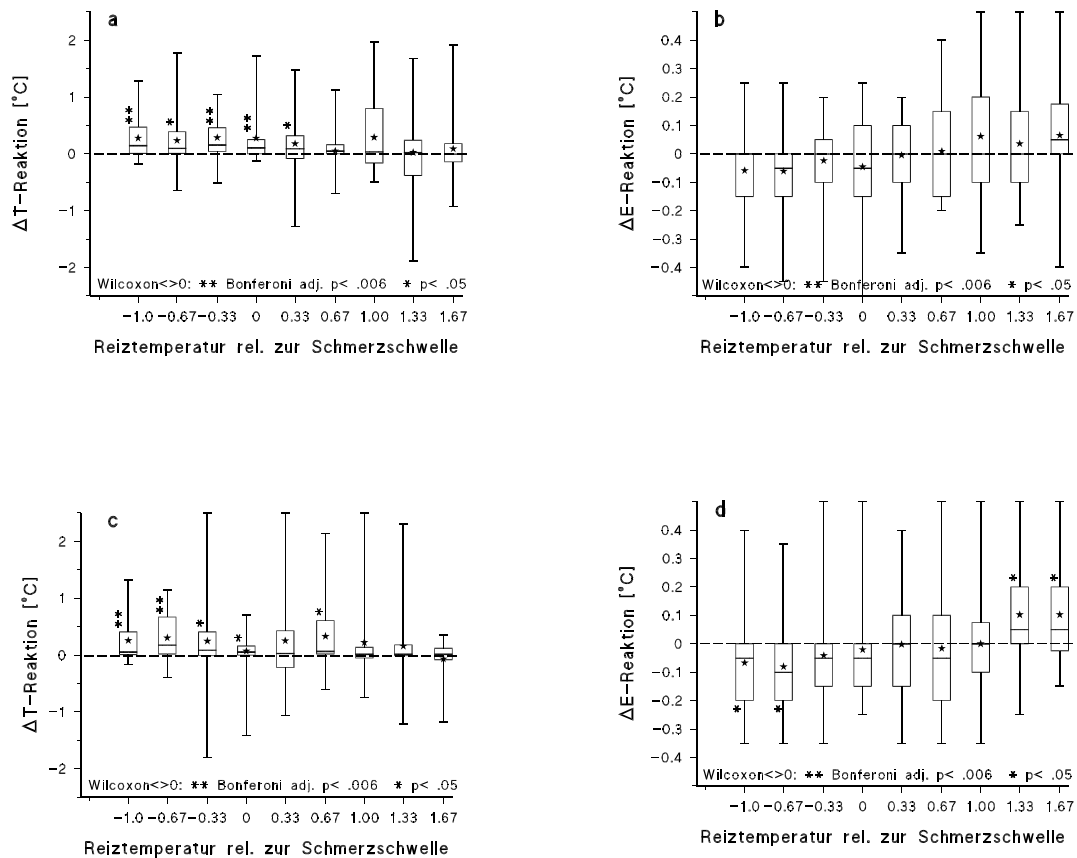 a
ΔT-Reaktion [°C]
2
1
0
-1
-2
Wilcoxon<>0: ** Bonferoni adj. p< .006 * p< .05
-1.0 -0.67 -0.33 0 0.33 0.67 1.00 1.33 1.67
Reiztemperatur rel. zur Schmerzschwelle
b
ΔE-Reaktion [°C]
0.4
0.3
0.2
0.1
0
-0.1
-0.2
-0.3
-0.4
Wilcoxon<>0: ** Bonferoni adj. p< .006 * p< .05
-1.0 -0.67 -0.33 0 0.33 0.67 1.00 1.33 1.67
Reiztemperatur rel. zur Schmerzschwelle
c
ΔT-Reaktion [°C]
2
1
0
-1
-2
Wilcoxon<>0: ** Bonferoni adj. p< .006 * p< .05
-1.0 -0.67 -0.33 0 0.33 0.67 1.00 1.33 1.67
Reiztemperatur rel. zur Schmerzschwelle
d
ΔE-Reaktion [°C]
0.4
0.3
0.2
0.1
0
-0.1
-0.2
-0.3
-0.4
Wilcoxon<>0: ** Bonferoni adj. p< .006 * p< .05
-1.0 -0.67 -0.33 0 0.33 0.67 1.00 1.33 1.67
Reiztemperatur rel. zur Schmerzschwelle